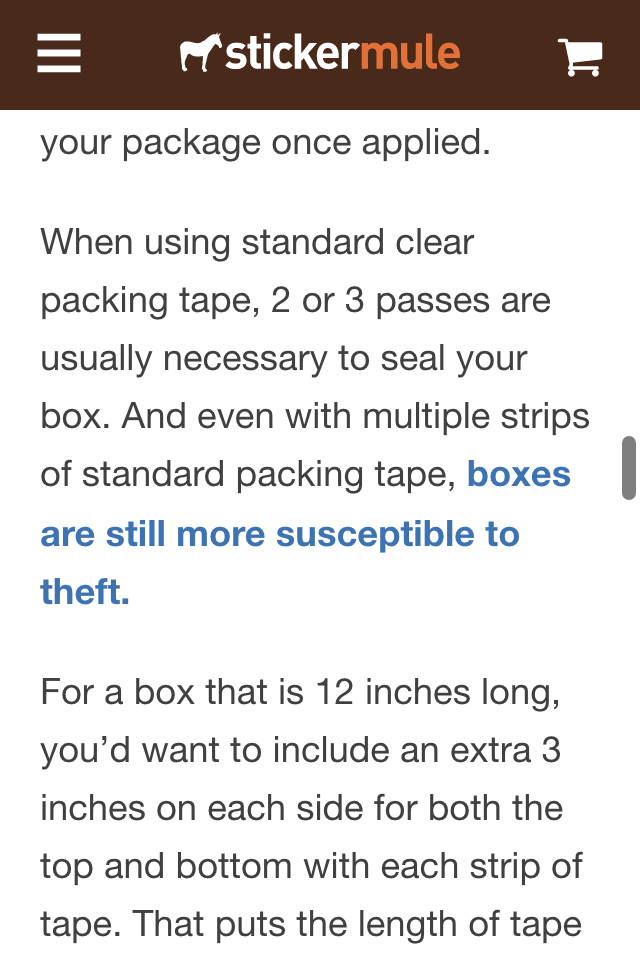 stickermule
your package once applied.
When using standard clear
packing tape, 2 or 3 passes are
usually necessary to seal your
box. And even with multiple strips
of standard packing tape, boxes
are still more susceptible to
theft.
For a box that is 12 inches long,
you’d want to include an extra 3
inches on each side for both the
top and bottom with each strip of
tape. That puts the length of tape